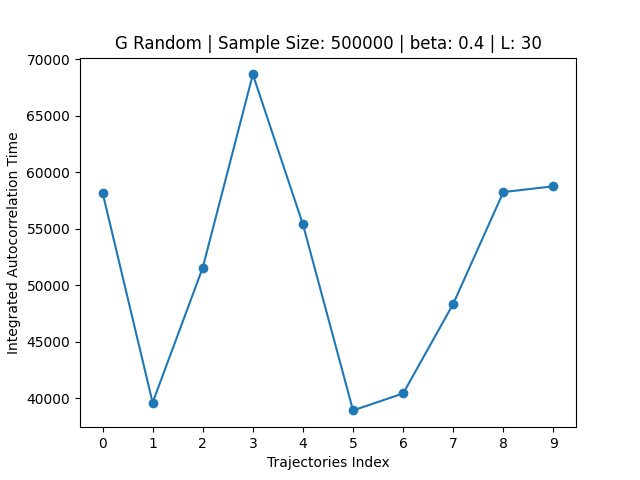 G Random | Sample Size: 500000 | beta: 0.4 | L: 30
70000
65000
60000
55000
50000
45000
40000
Integrated Autocorrelation Time
0 1 2 3 4 5 6 7 8 9
Trajectories Index